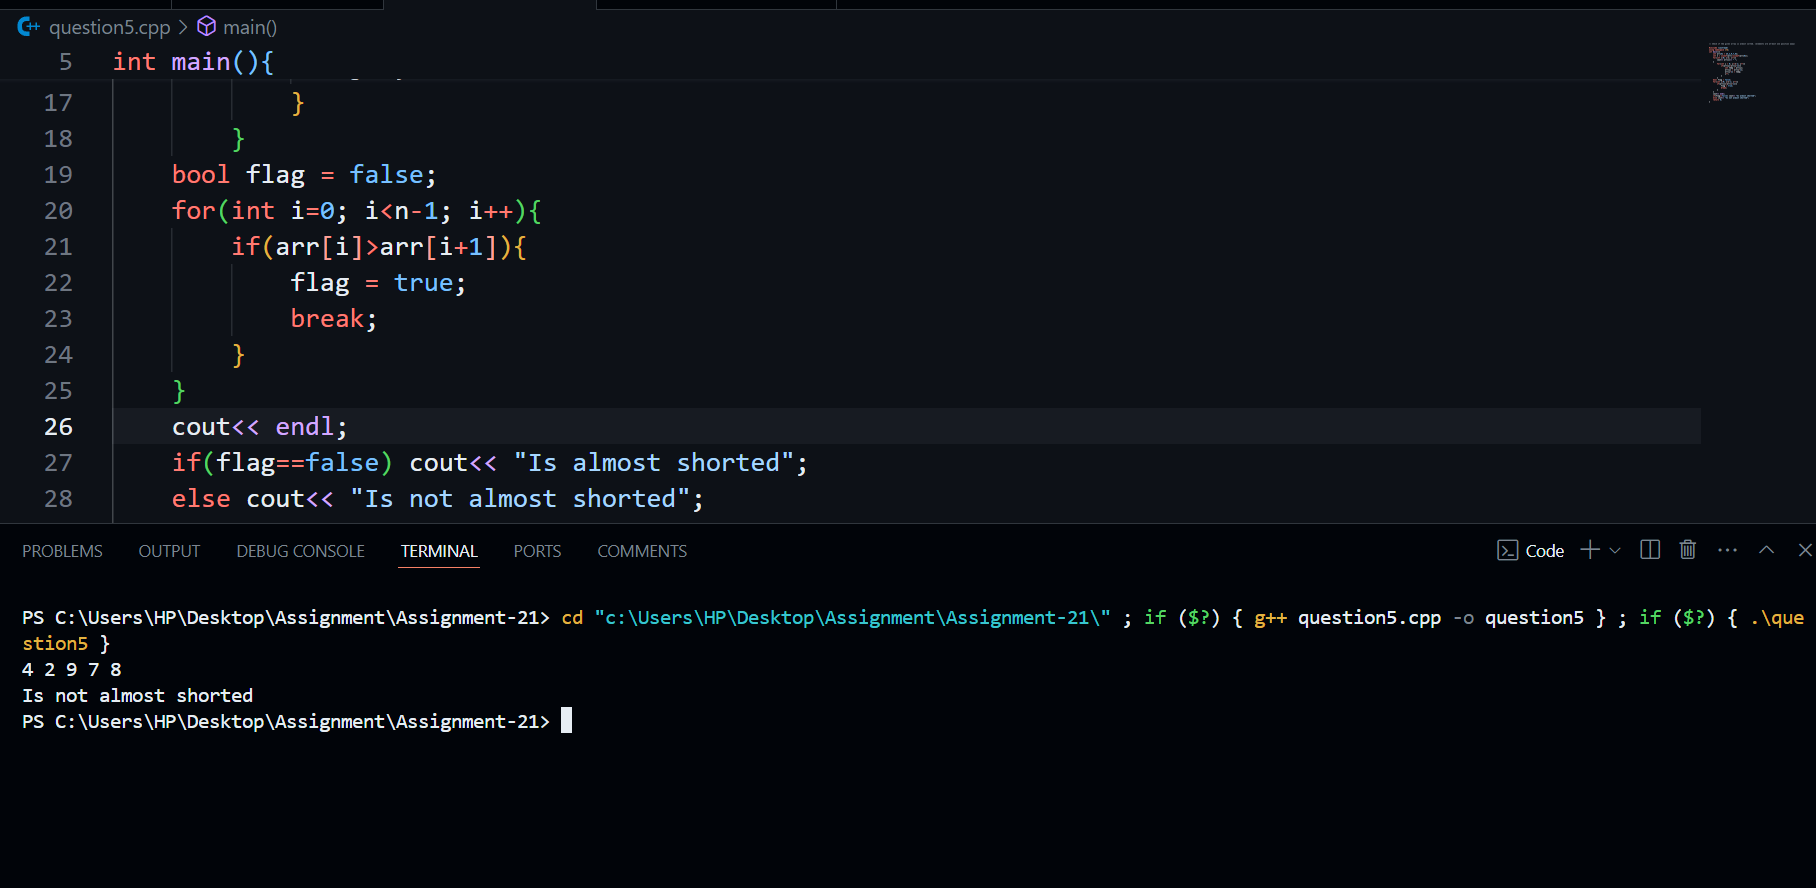 question5.cpp > main()
5 int main(){
17 }
18 }
19 bool flag = false;
20 for(int i=0; i<n-1; i++){
21 if(arr[i]>arr[i+1]){
22 flag = true;
23 break;
24 }
25 }
26 cout<< endl;
27 if(flag==false) cout<< "Is almost shorted";
28 else cout<< "Is not almost shorted";
PROBLEMS OUTPUT DEBUG CONSOLE TERMINAL PORTS COMMENTS Code
PS C:\Users\HP\Desktop\Assignment\Assignment-21> cd "c:\Users\HP\Desktop\Assignment\Assignment-21\" ; if ($?) { g++ question5.cpp -o question5 } ; if ($?) { .\que
stion5 }
4 2 9 7 8
Is not almost shorted
PS C:\Users\HP\Desktop\Assignment\Assignment-21>